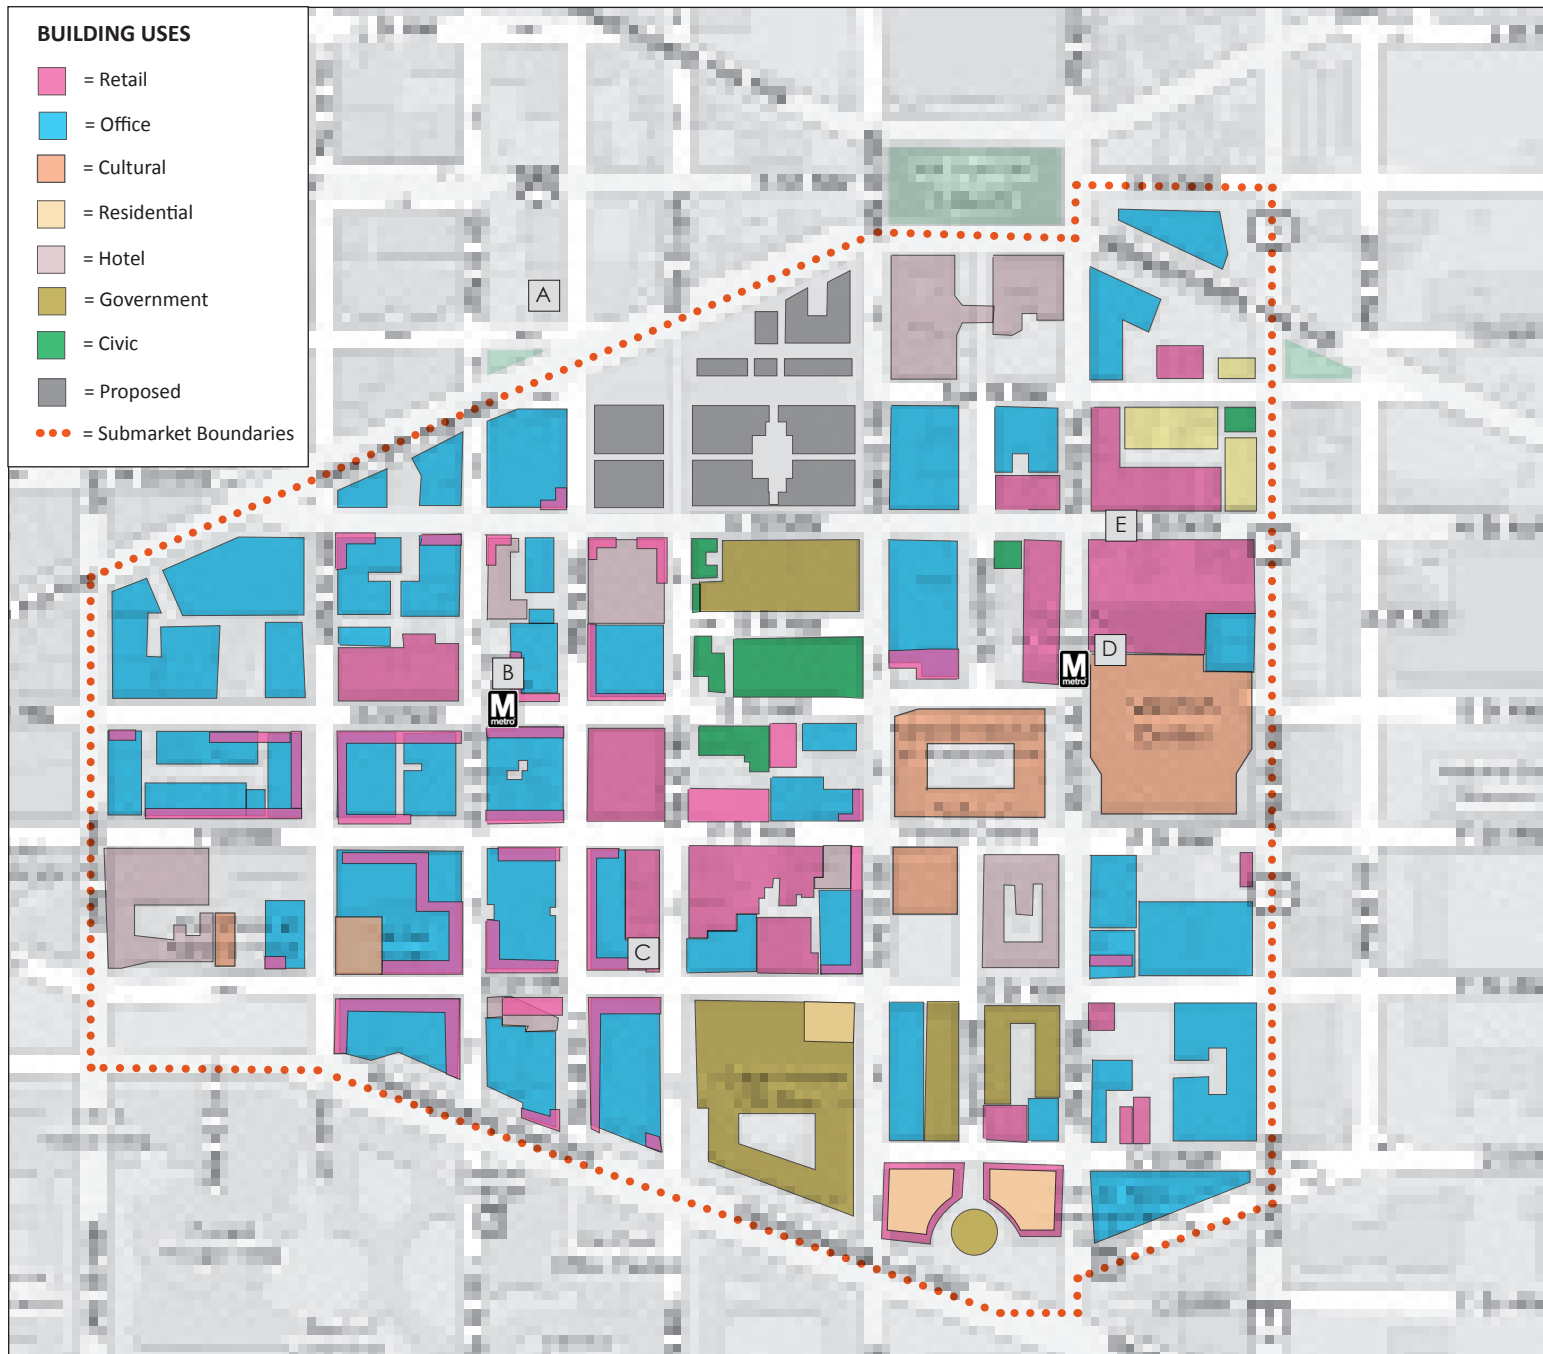 BUILDING USES
= Retail
= Office
= Cultural
= Residential
= Hotel
= Government
= Civic
= Proposed
= Submarket Boundaries
A
E
D
M
metro
B
M
metro
C